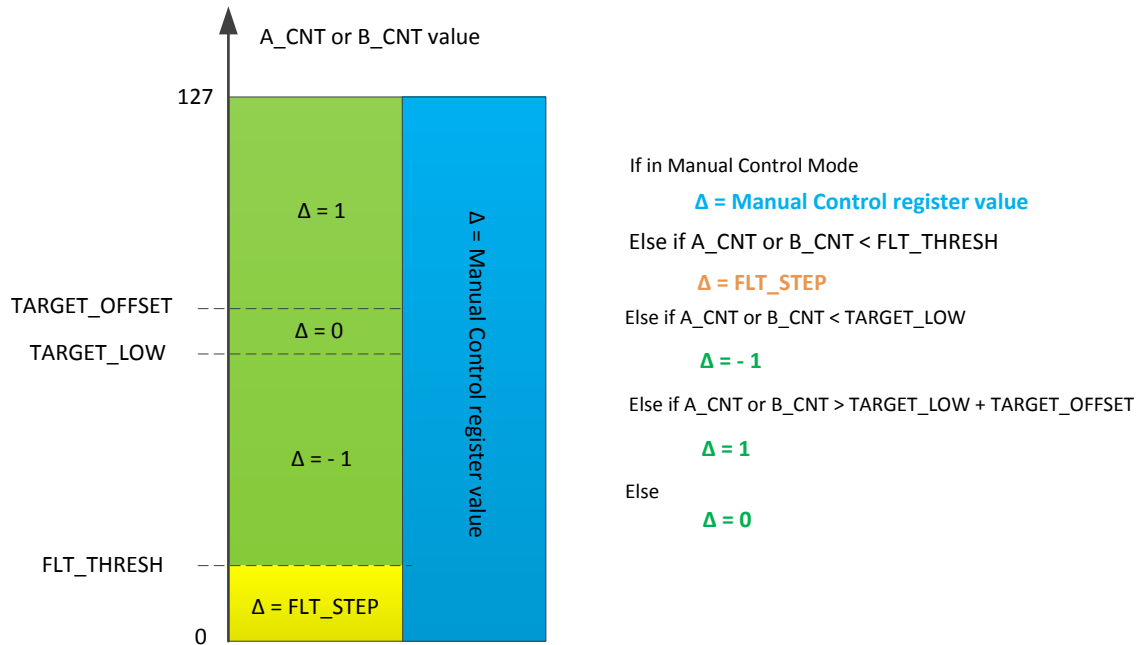 A_CNT or B_CNT value
127
Δ = 1
TARGET_OFFSET
Δ = 0
TARGET_LOW
Δ = - 1
FLT_THRESH
Δ = FLT_STEP
0
Δ = Manual Control register value
If in Manual Control Mode
Δ = Manual Control register value
Else if A_CNT or B_CNT < FLT_THRESH
Δ = FLT_STEP
Else if A_CNT or B_CNT < TARGET_LOW
Δ = - 1
Else if A_CNT or B_CNT > TARGET_LOW + TARGET_OFFSET
Δ = 1
Else
Δ = 0